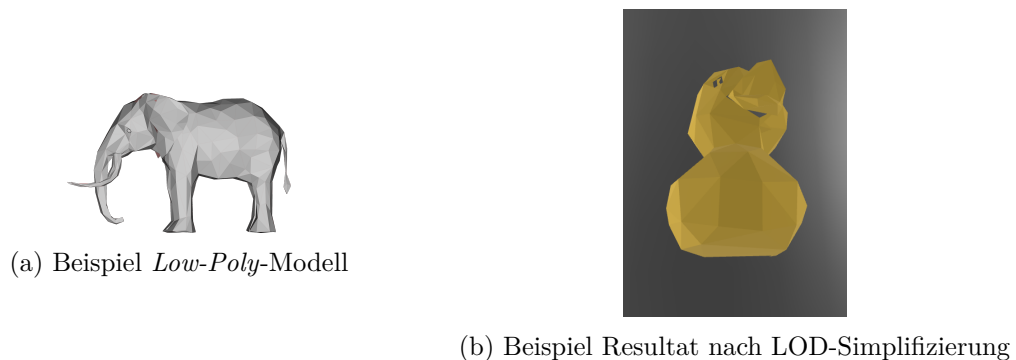 (a) Beispiel Low-Poly-Modell
(b) Beispiel Resultat nach LOD-Simplifizierung